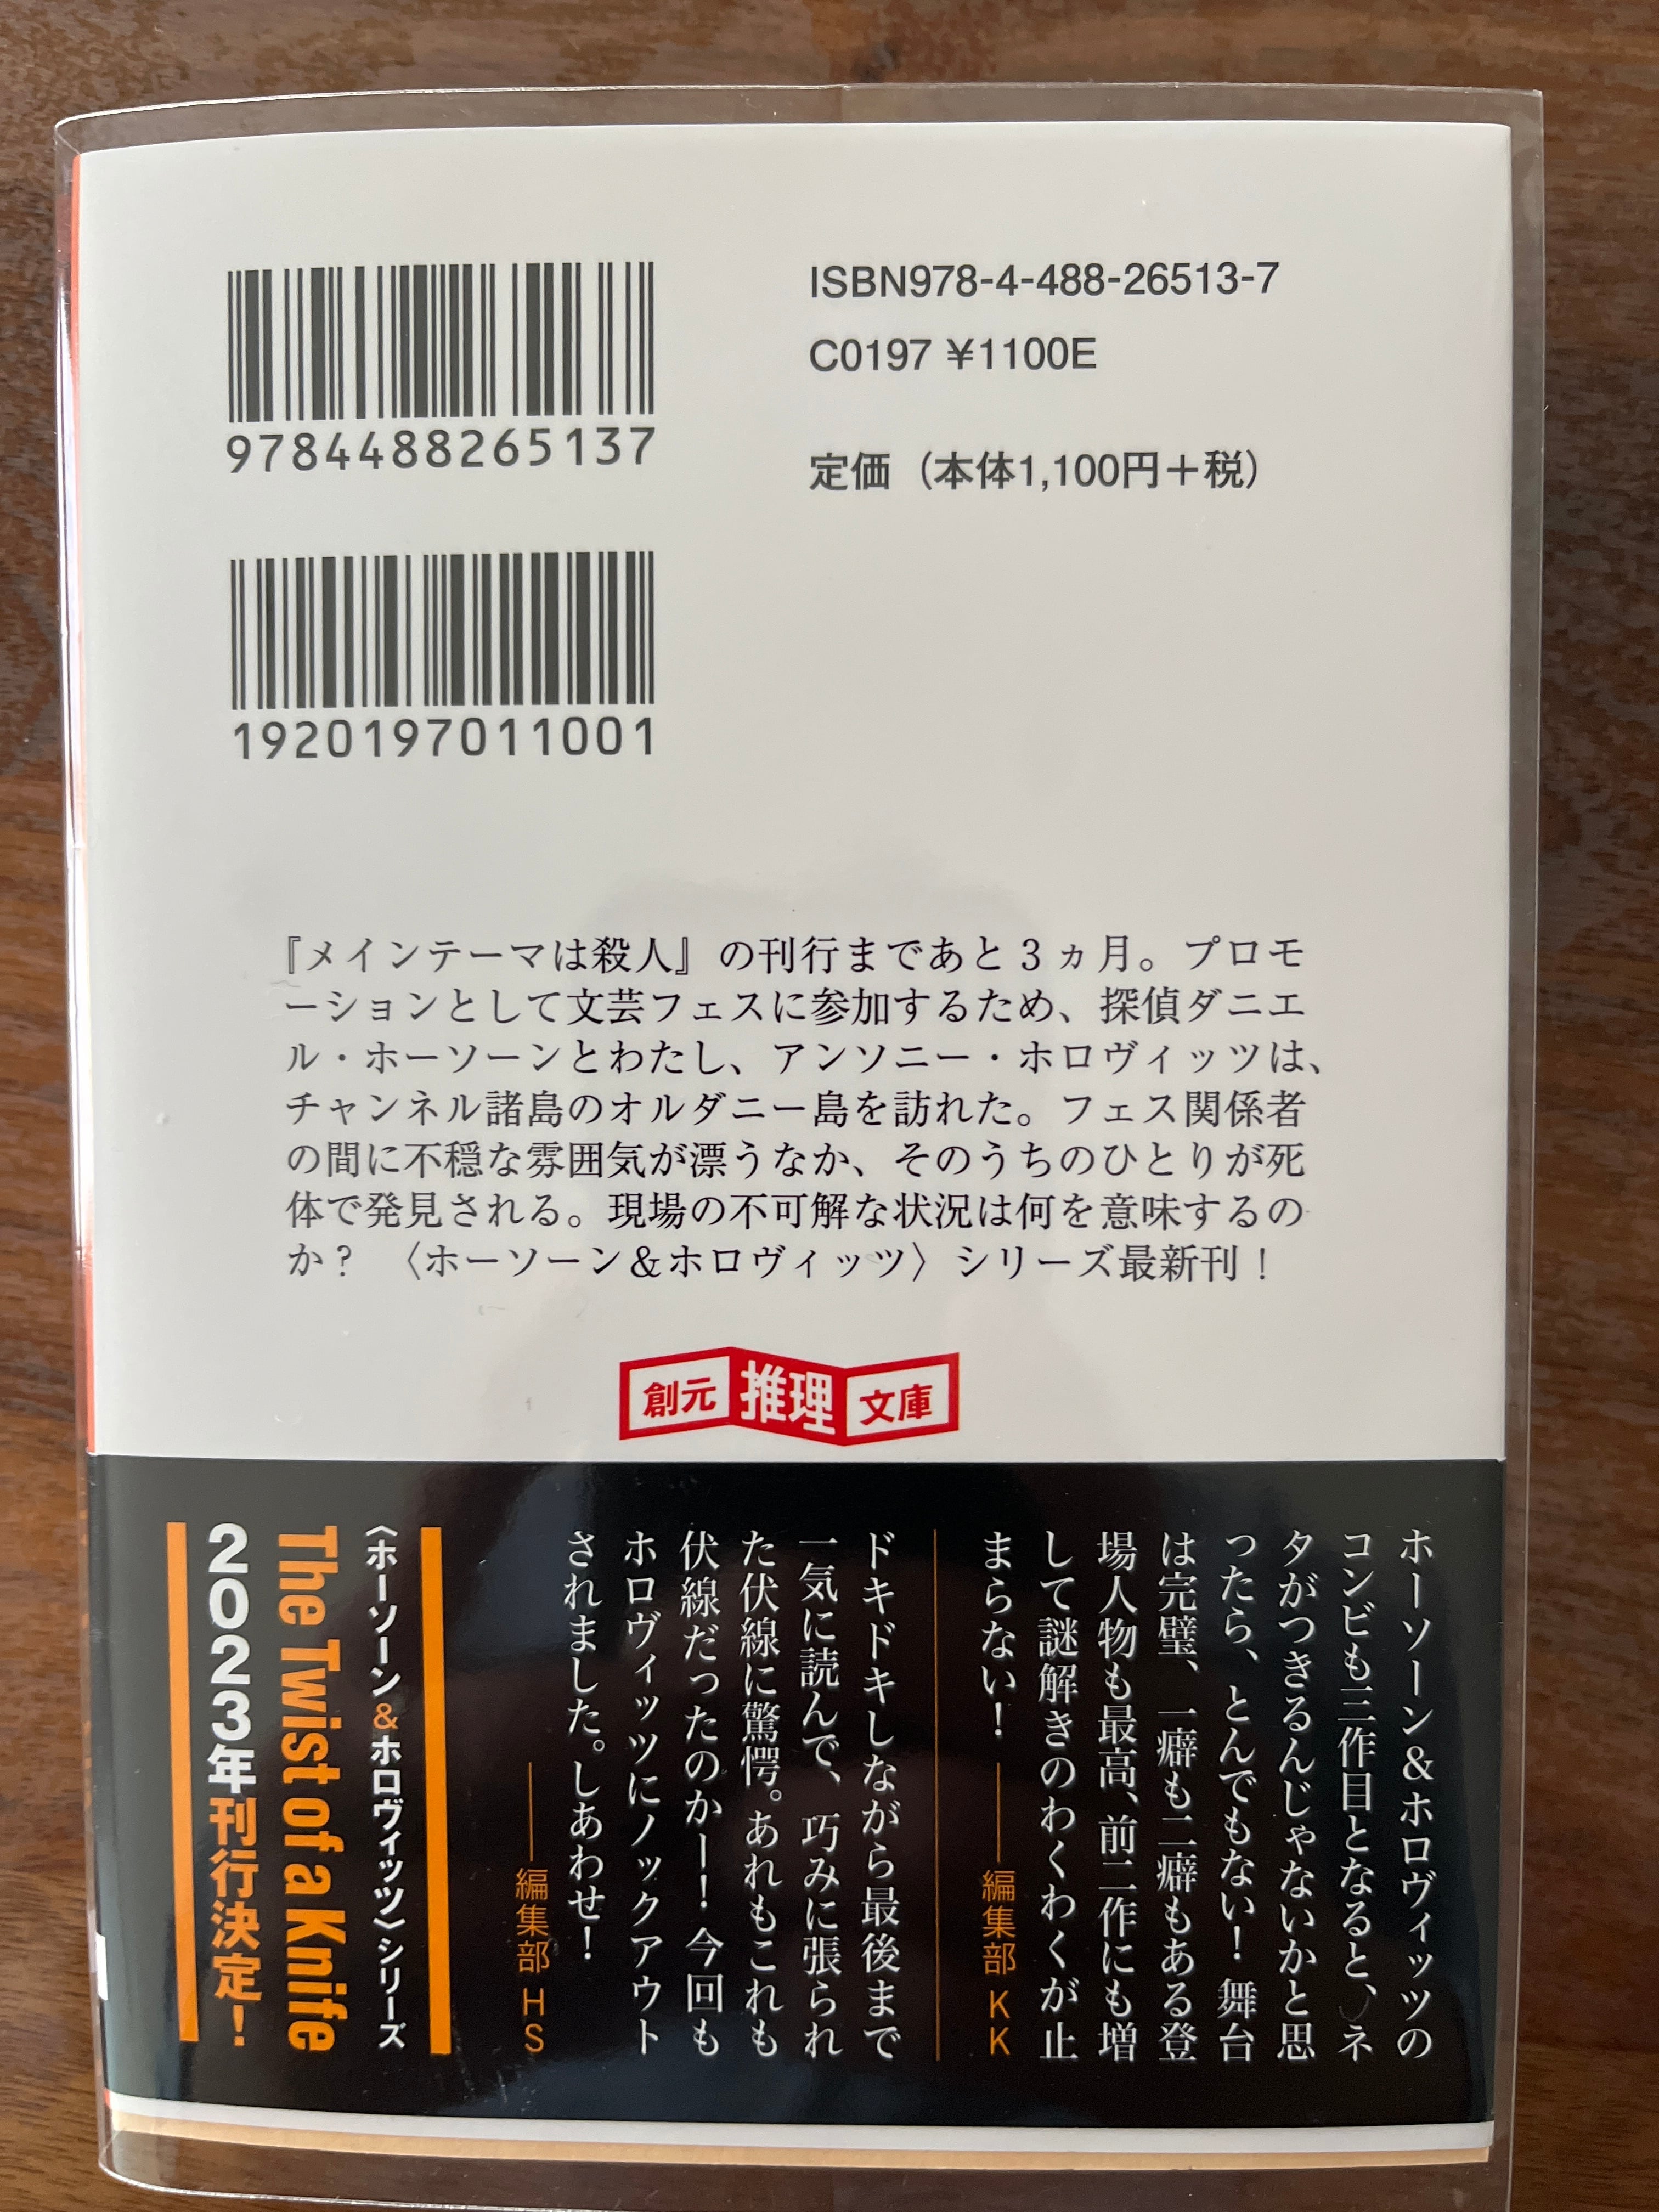 9784488265137
1920197011001
ISBN978-4-488-26513-7
C0197 ¥1100E
定価（本体1,100円＋税）
『メインテーマは殺人』の刊行まであと3ヵ月。プロモ
ーションとして文芸フェスに参加するため、探偵ダニエ
ル・ホーソーンとわたし、アンソニー・ホロヴィッツは、
チャンネル諸島のオルダニー島を訪れた。フェス関係者
の間に不穏な雰囲気が漂うなか、そのうちのひとりが死
体で発見される。現場の不可解な状況は何を意味するの
か？　〈ホーソーン＆ホロヴィッツ〉シリーズ最新刊！
創元推理文庫
ホーソーン&ホロヴィッツの
コンビも三作目となると、ネ
タがつきるんじゃないかと思
ったら、とんでもない！ 舞台
は完璧、一癖も二癖もある登
場人物も最高、前二作にも増
して謎解きのわくわくが止
まらない！
――編集部 KK
ドキドキしながら最後まで
一気に読んで、巧みに張られ
た伏線に驚愕。あれもこれも
伏線だったのかー！ 今回も
ホロヴィッツにノックアウト
されました。しあわせ！
――編集部 HS
〈ホーソーン&ホロヴィッツ〉シリーズ
The Twist of a Knife
2023年刊行決定！